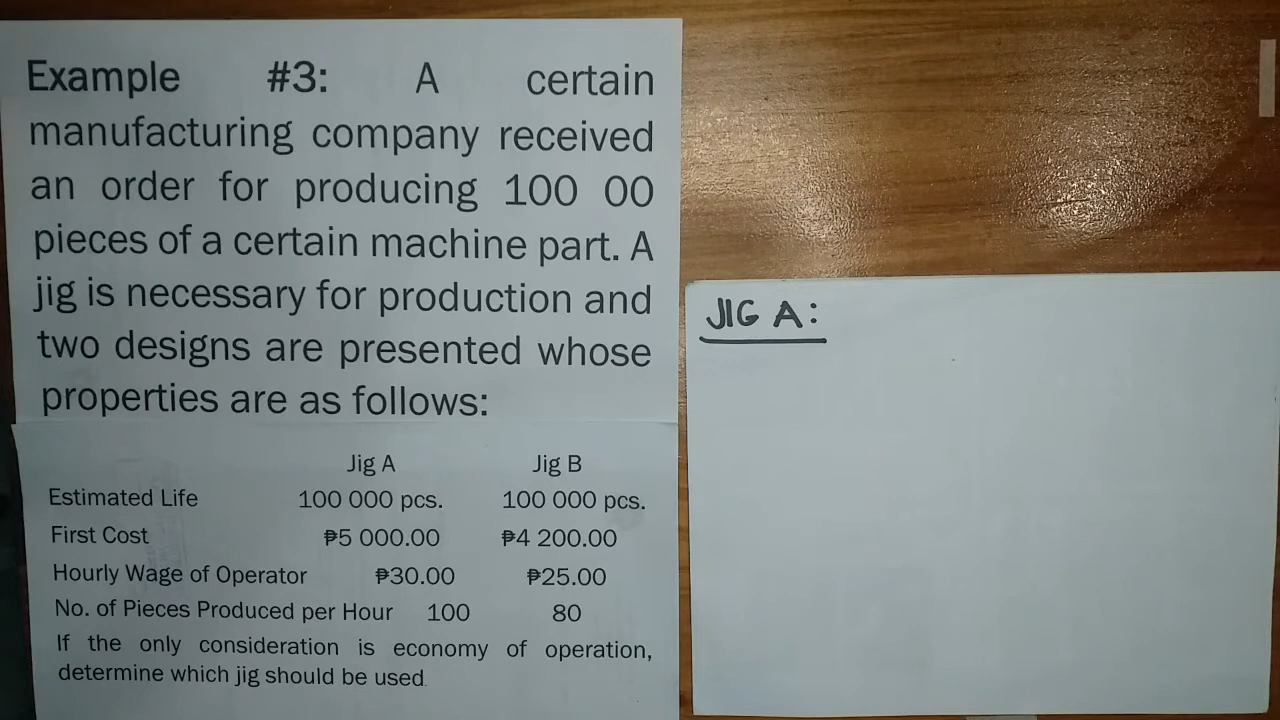 Example #3: A certain
manufacturing company received
an order for producing 100 00
pieces of a certain machine part. A
jig is necessary for production and
two designs are presented whose
properties are as follows:
Jig A Jig B
Estimated Life 100 000 pcs. 100 000 pcs.
First Cost ₱5 000.00 ₱4 200.00
Hourly Wage of Operator ₱30.00 ₱25.00
No. of Pieces Produced per Hour 100 80
If the only consideration is economy of operation,
determine which jig should be used.
JIG A: